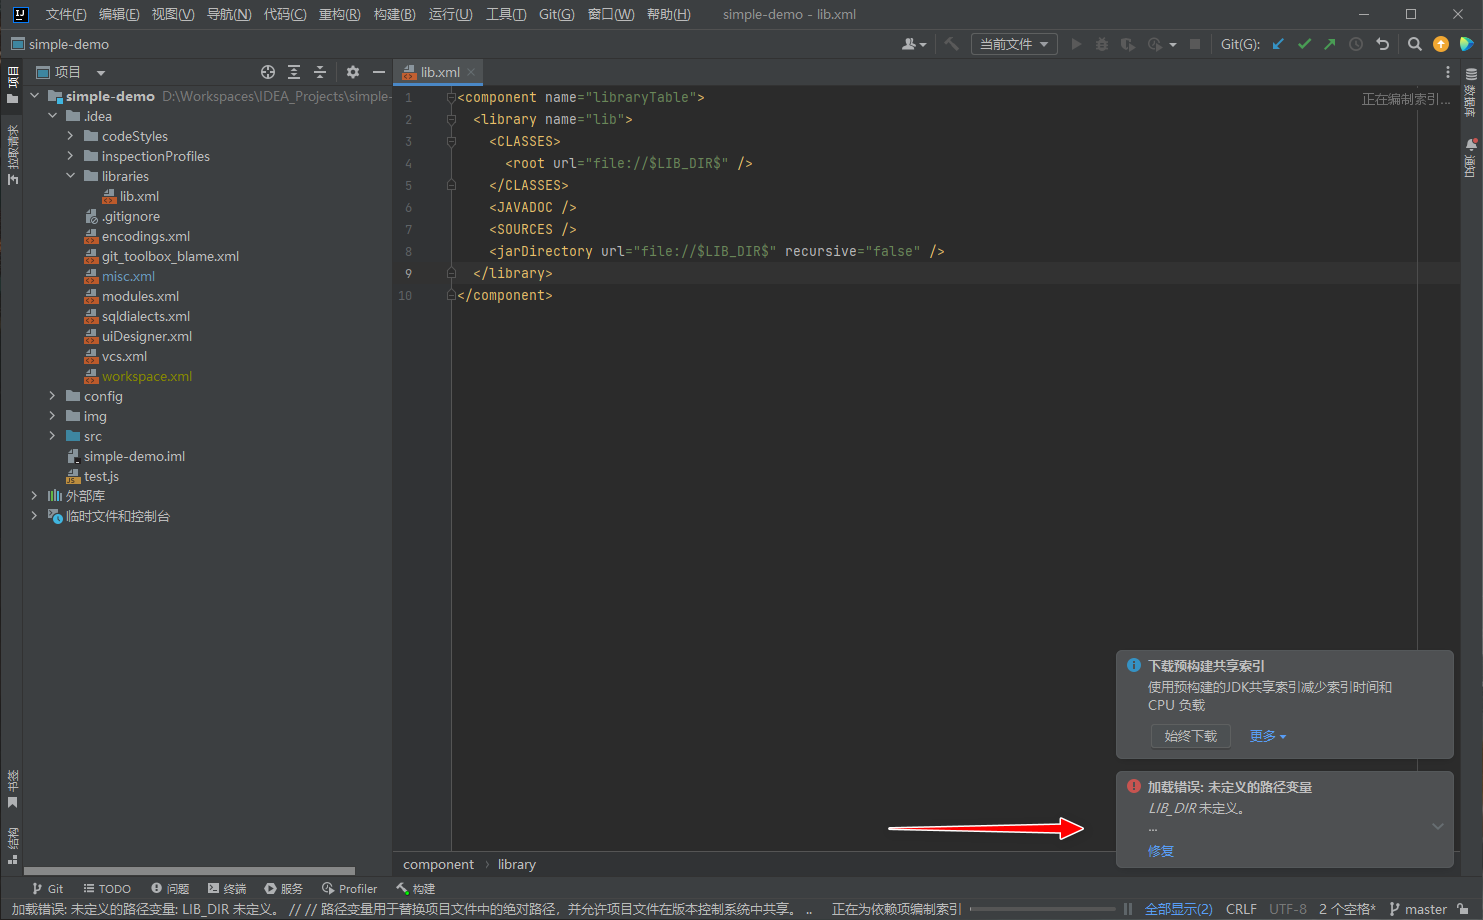 文件(F) 编辑(E) 视图(V) 导航(N) 代码(C) 重构(R) 构建(B) 运行(U) 工具(T) Git(G) 窗口(W) 帮助(H) simple-demo - lib.xml
simple-demo
当前文件
Git(G):
项目
拉取请求
书签
结构
项目
simple-demo D:\Workspaces\IDEA_Projects\simple-
.idea
codeStyles
inspectionProfiles
libraries
lib.xml
.gitignore
encodings.xml
git_toolbox_blame.xml
misc.xml
modules.xml
sqldialects.xml
uiDesigner.xml
vcs.xml
workspace.xml
config
img
src
simple-demo.iml
test.js
外部库
临时文件和控制台
lib.xml
正在编制索引...
1 <component name="libraryTable">
2 <library name="lib">
3 <CLASSES>
4 <root url="file://$LIB_DIR$" />
5 </CLASSES>
6 <JAVADOC />
7 <SOURCES />
8 <jarDirectory url="file://$LIB_DIR$" recursive="false" />
9 </library>
10 </component>
数据库
通知
下载预构建共享索引
使用预构建的JDK共享索引减少索引时间和
CPU 负载
始终下载 更多
加载错误: 未定义的路径变量
LIB_DIR 未定义。
...
修复
component › library
Git TODO 问题 终端 服务 Profiler 构建
加载错误: 未定义的路径变量: LIB_DIR 未定义。 // // 路径变量用于替换项目文件中的绝对路径，并允许项目文件在版本控制系统中共享。 .. 正在为依赖项编制索引 全部显示(2) CRLF UTF-8 2 个空格* master